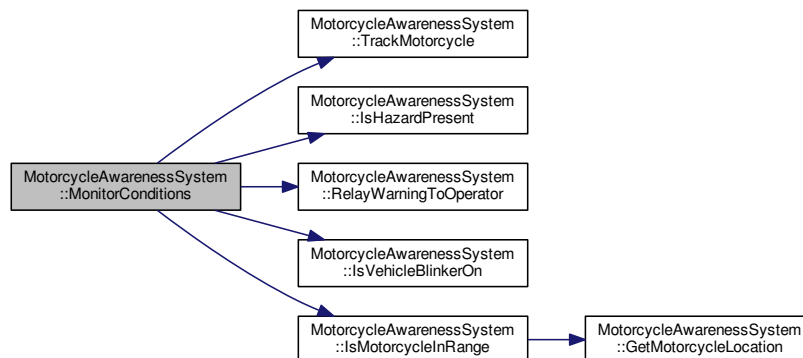 MotorcycleAwarenessSystem
::TrackMotorcycle
MotorcycleAwarenessSystem
::IsHazardPresent
MotorcycleAwarenessSystem
::MonitorConditions
MotorcycleAwarenessSystem
::RelayWarningToOperator
MotorcycleAwarenessSystem
::IsVehicleBlinkerOn
MotorcycleAwarenessSystem
::IsMotorcycleInRange
MotorcycleAwarenessSystem
::GetMotorcycleLocation